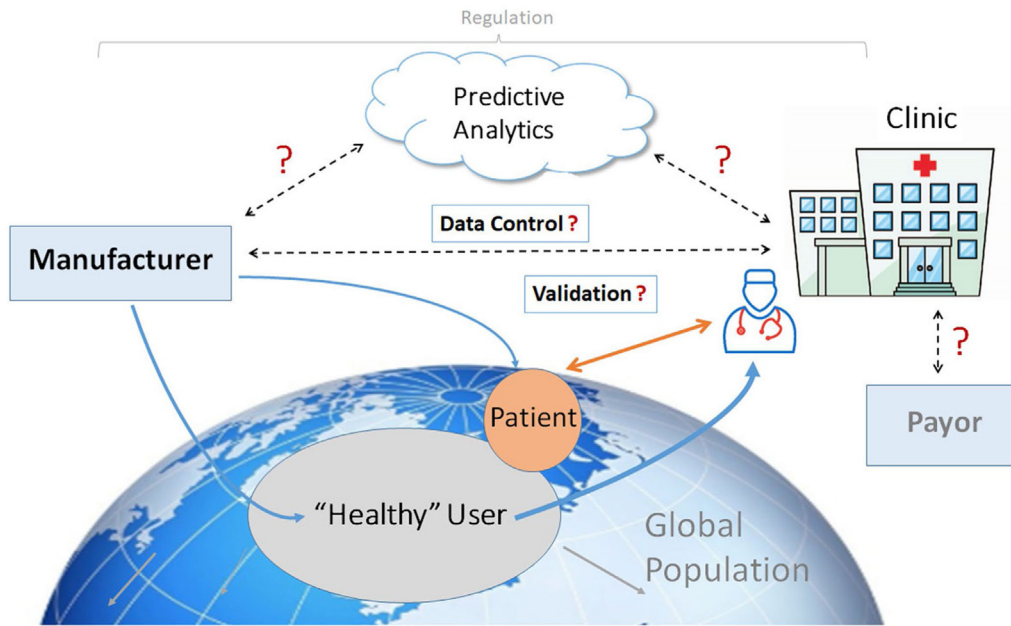 Regulation
Predictive
Analytics
Clinic
?
?
Data Control ?
Manufacturer
Validation ?
?
Patient
Payor
“Healthy” User
Global
Population